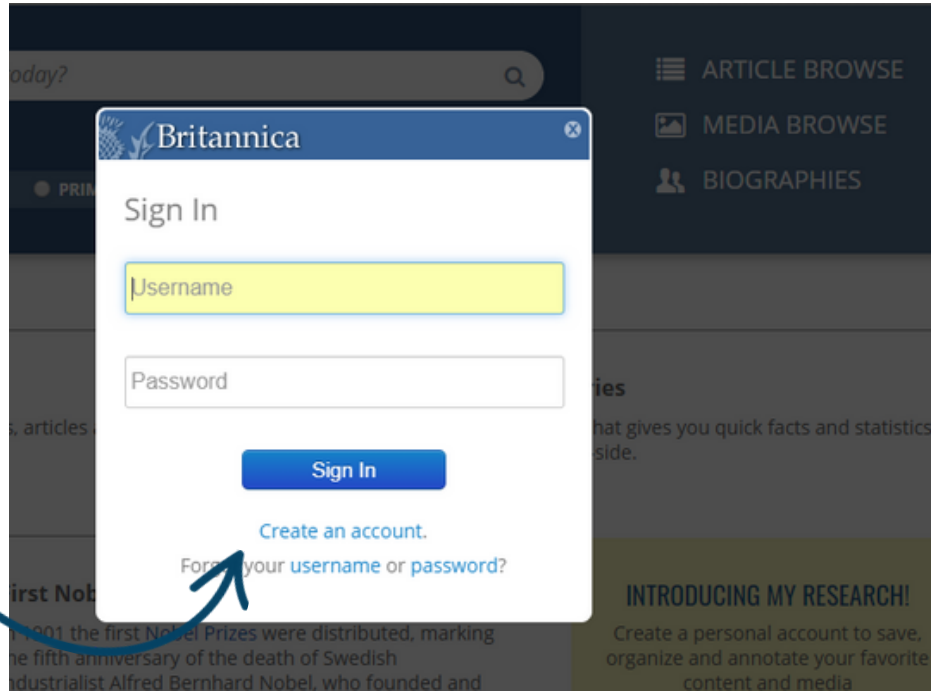 oday?
ARTICLE BROWSE
MEDIA BROWSE
BIOGRAPHIES
PRIM
Britannica
Sign In
Username
Password
Sign In
Create an account.
your username or password?
ies
s, articles
hat gives you quick facts and statistics
-side.
irst Nob
1901 the first Nobel Prizes were distributed, marking
he fifth anniversary of the death of Swedish
ndustrialist Alfred Bernhard Nobel, who founded and
INTRODUCING MY RESEARCH!
Create a personal account to save,
organize and annotate your favorite
content and media